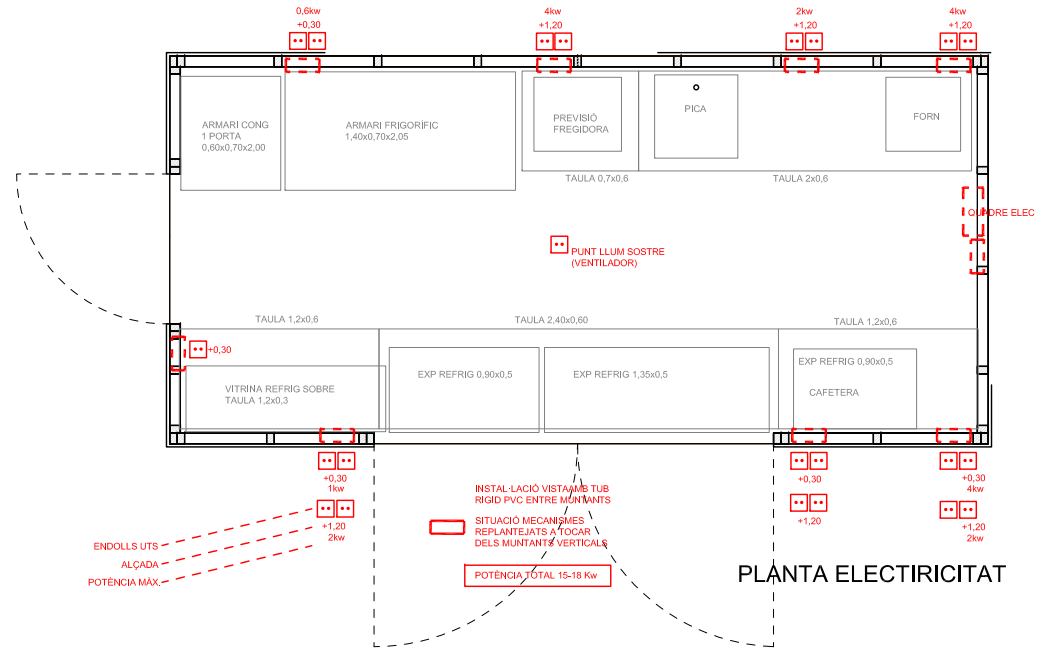 0,6kw
+0,30
4kw
+1,20
2kw
+1,20
4kw
+1,20
ARMARI CONG
1 PORTA
0,60x0,70x2,00
ARMARI FRIGORÍFIC
1,40x0,70x2,05
PREVISIÓ
FREGIDORA
PICA
FORN
TAULA 0,7x0,6
TAULA 2x0,6
QUADRE ELEC
PUNT LLUM SOSTRE
(VENTILADOR)
TAULA 1,2x0,6
TAULA 2,40x0,60
TAULA 1,2x0,6
+0,30
VITRINA REFRIG SOBRE
TAULA 1,2x0,3
EXP REFRIG 0,90x0,5
EXP REFRIG 1,35x0,5
EXP REFRIG 0,90x0,5
CAFETERA
+0,30
1kw
+1,20
2kw
+0,30
+1,20
+0,30
4kw
+1,20
2kw
ENDOLLS UTS
ALÇADA
POTÈNCIA MÀX.
INSTAL·LACIÓ VISTAAMB TUB
RIGID PVC ENTRE MUNTANTS
SITUACIÓ MECANISMES
REPLANTEJATS A TOCAR
DELS MUNTANTS VERTICALS
POTÈNCIA TOTAL 15-18 Kw
PLANTA ELECTIRICITAT